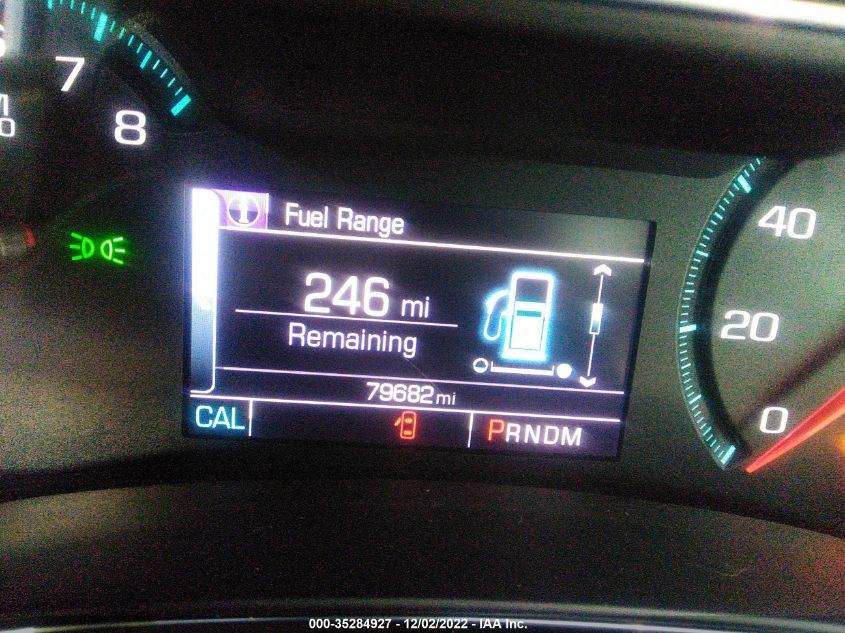 7
8
Fuel Range
246 mi
Remaining
79682 mi
CAL
PRNDM
40
20
0
000-35284927 - 12/02/2022 - IAA Inc.